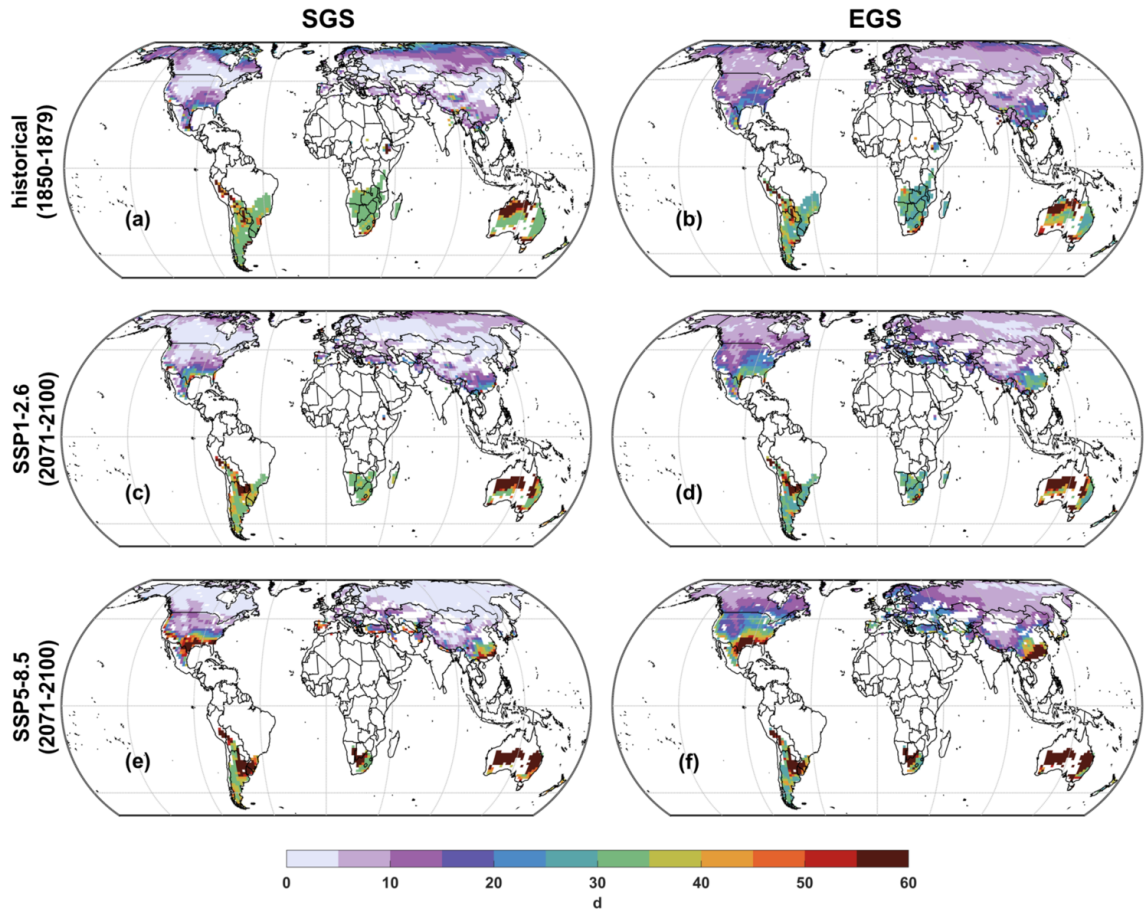 SGS
EGS
historical
(1850-1879)
(a)
(b)
SSP1-2.6
(2071-2100)
(c)
(d)
SSP5-8.5
(2071-2100)
(e)
(f)
0 10 20 30 40 50 60
d